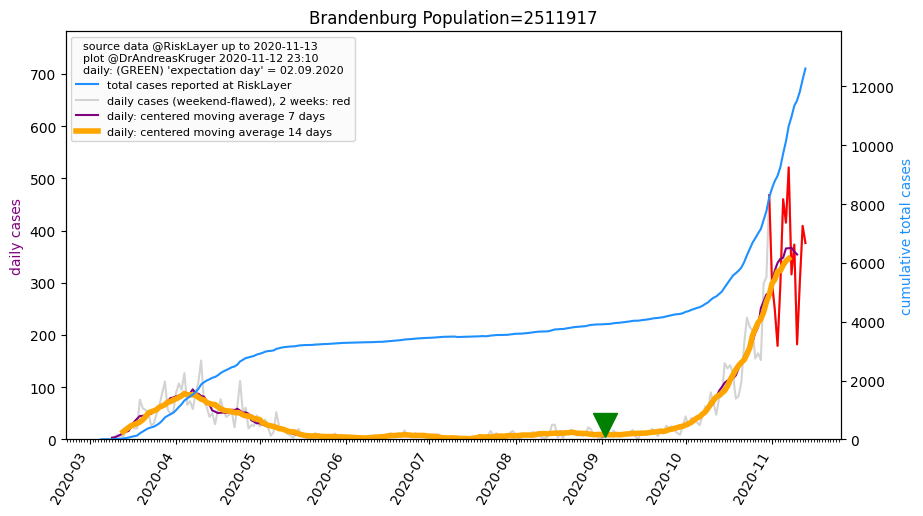 Brandenburg Population=2511917
source data @RiskLayer up to 2020-11-13
plot @DrAndreasKruger 2020-11-12 23:10
daily: (GREEN) 'expectation day' = 02.09.2020
total cases reported at RiskLayer
daily cases (weekend-flawed), 2 weeks: red
daily: centered moving average 7 days
daily: centered moving average 14 days
daily cases
700
600
500
400
300
200
100
0
12000
10000
8000
6000
4000
2000
0
cumulative total cases
2020-03
2020-04
2020-05
2020-06
2020-07
2020-08
2020-09
2020-10
2020-11